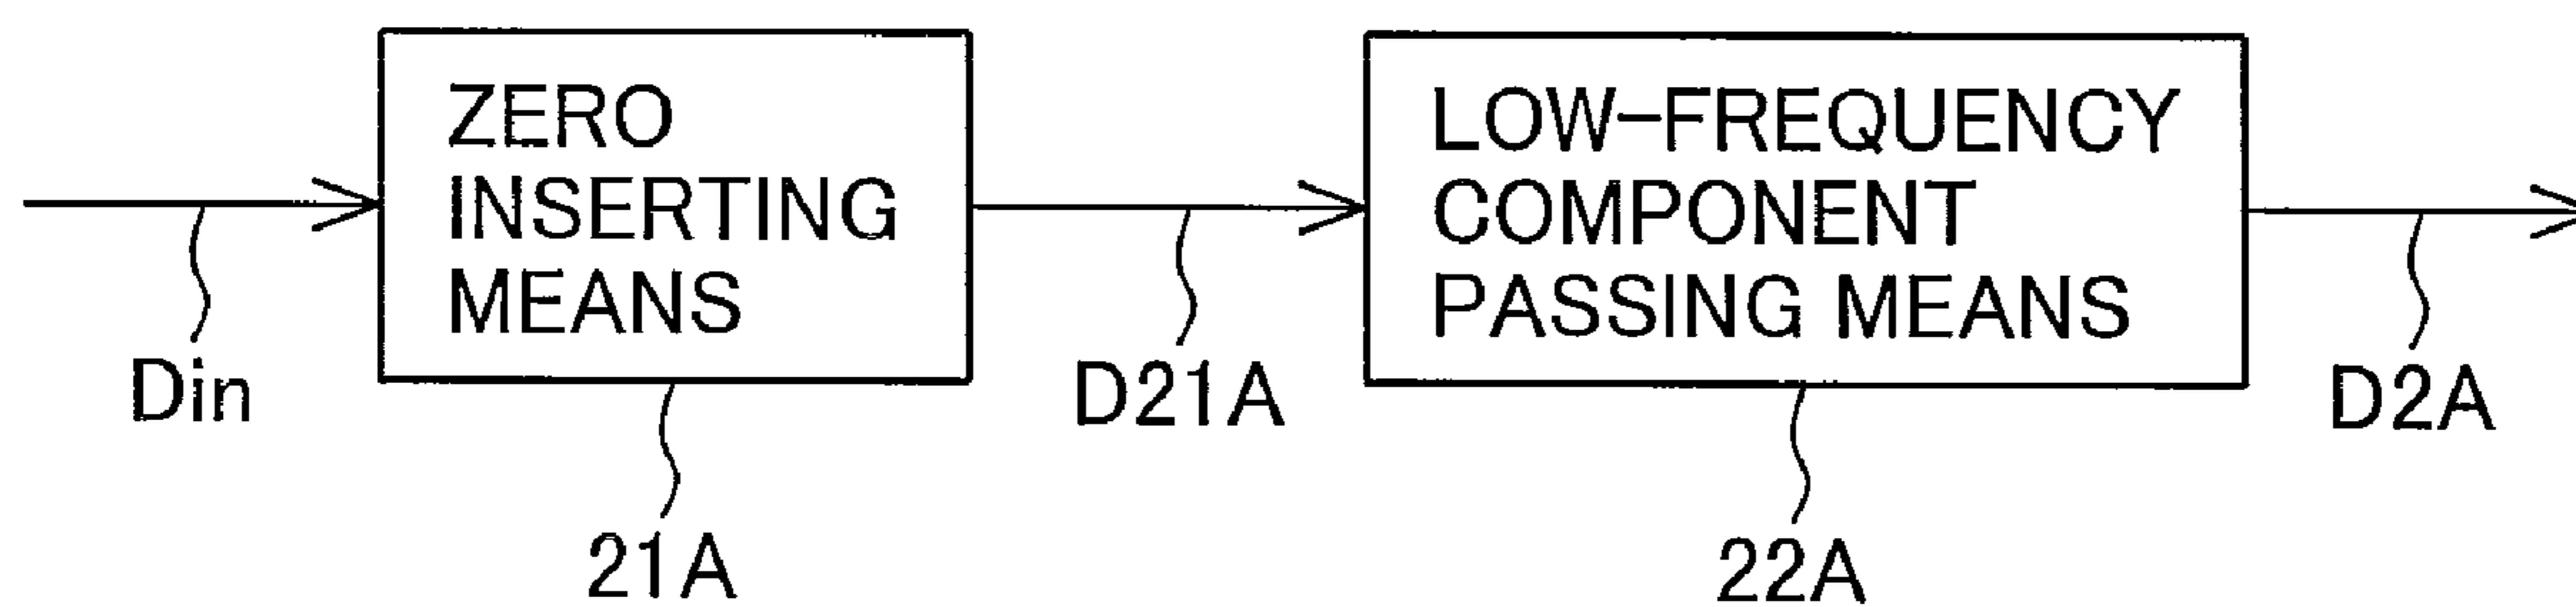 ZERO
INSERTING
MEANS
LOW-FREQUENCY
COMPONENT
PASSING MEANS
Din
D21A
D2A
21A
22A